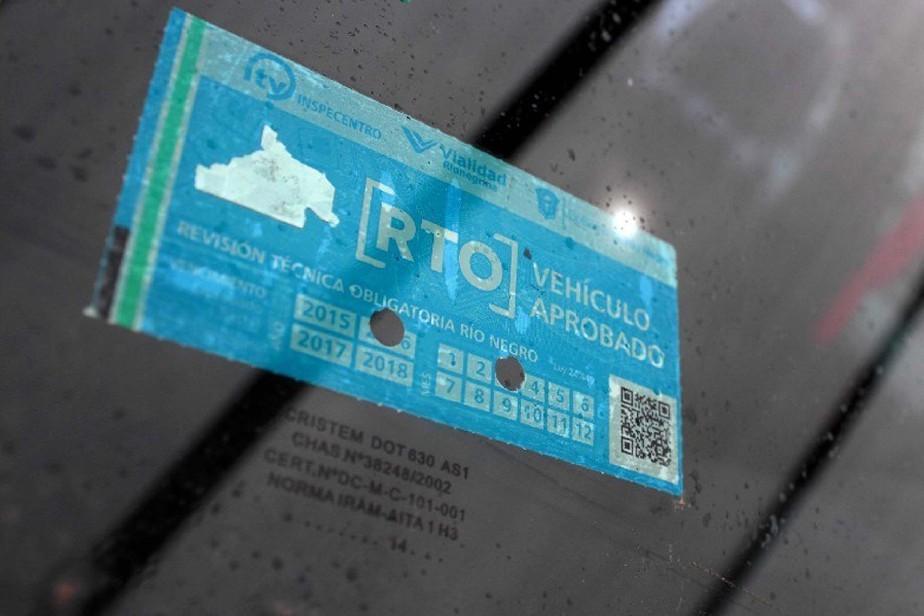 itv
INSPECENTRO
Vialidad
Rionegrina
[RTO]
VEHÍCULO
APROBADO
REVISIÓN TÉCNICA OBLIGATORIA RÍO NEGRO
VENCIMIENTO
2015
2017 2018
MES
1 2 4 5 6
7 8 9 10 11 12
CRISTEM DOT 630 AS1
CHAS.N°38248/2002
CERT.N°DC-M-C-101-001
NORMA IRAM-AITA 1 H3
14